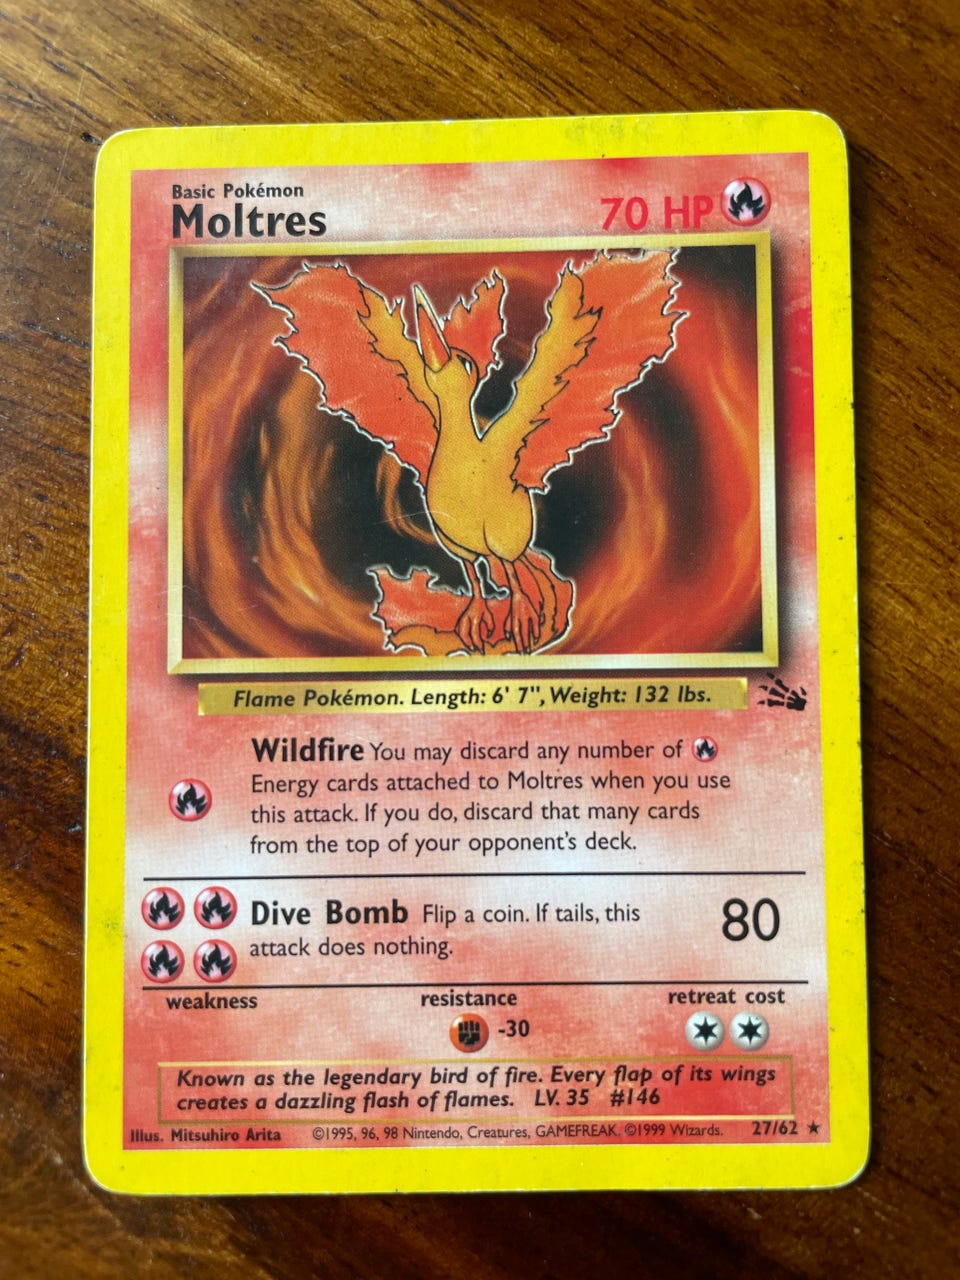 Basic Pokémon
Moltres
70 HP
Flame Pokémon. Length: 6' 7", Weight: 132 lbs.
Wildfire You may discard any number of
Energy cards attached to Moltres when you use
this attack. If you do, discard that many cards
from the top of your opponent's deck.
Dive Bomb Flip a coin. If tails, this
attack does nothing.
80
weakness resistance retreat cost
-30
Known as the legendary bird of fire. Every flap of its wings
creates a dazzling flash of flames. LV. 35 #146
Illus. Mitsuhiro Arita ©1995, 96, 98 Nintendo, Creatures, GAMEFREAK. ©1999 Wizards. 27/62 ★